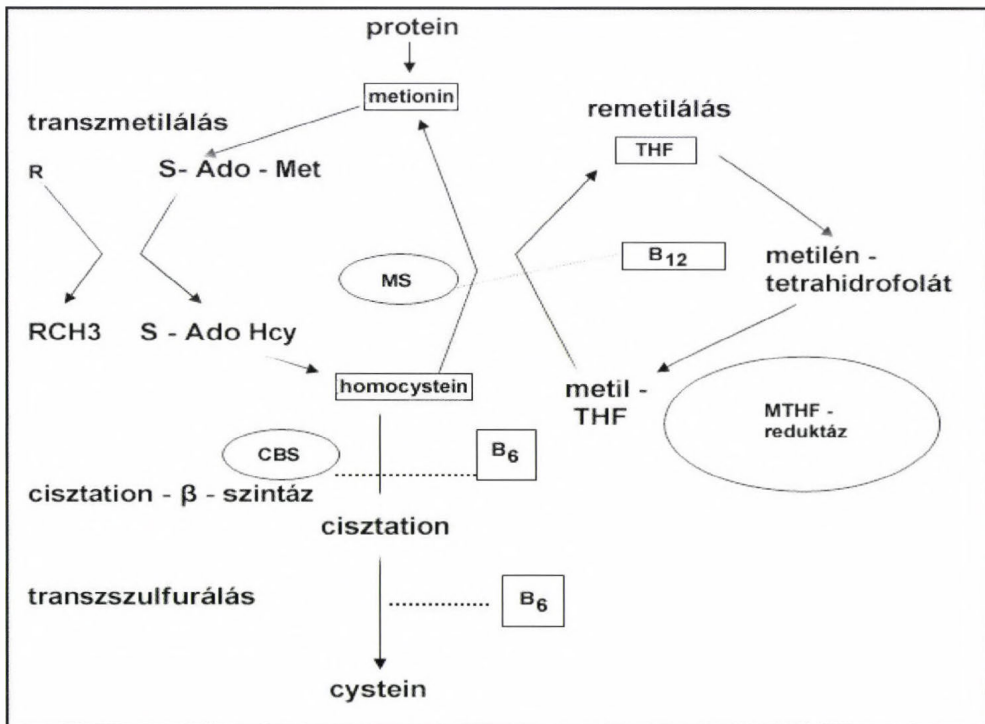 protein
metionin
transzmetilálás
remetilálás
R
S- Ado - Met
THF
MS
B12
metilén -
tetrahidrofolát
RCH3
S - Ado Hcy
homocystein
metil -
THF
MTHF -
reduktáz
CBS
B6
cisztation - β - szintáz
cisztation
transzszulfurálás
B6
cystein